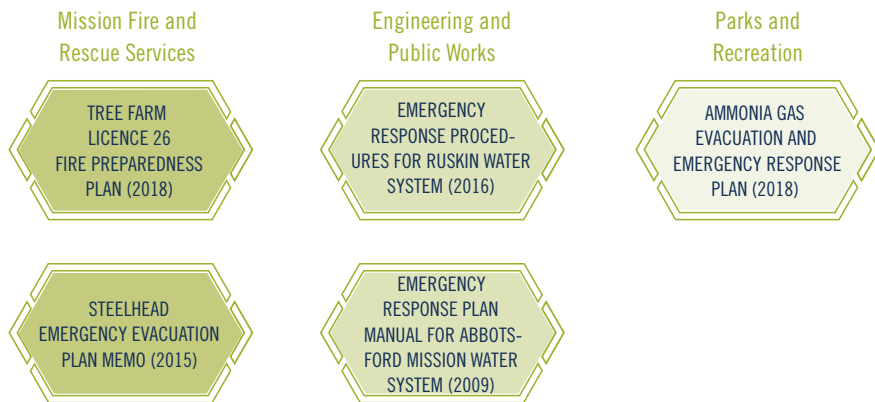 Mission Fire and
Rescue Services
TREE FARM
LICENCE 26
FIRE PREPAREDNESS
PLAN (2018)
STEELHEAD
EMERGENCY EVACUATION
PLAN MEMO (2015)
Engineering and
Public Works
EMERGENCY
RESPONSE PROCED-
URES FOR RUSKIN WATER
SYSTEM (2016)
EMERGENCY
RESPONSE PLAN
MANUAL FOR ABBOTS-
FORD MISSION WATER
SYSTEM (2009)
Parks and
Recreation
AMMONIA GAS
EVACUATION AND
EMERGENCY RESPONSE
PLAN (2018)